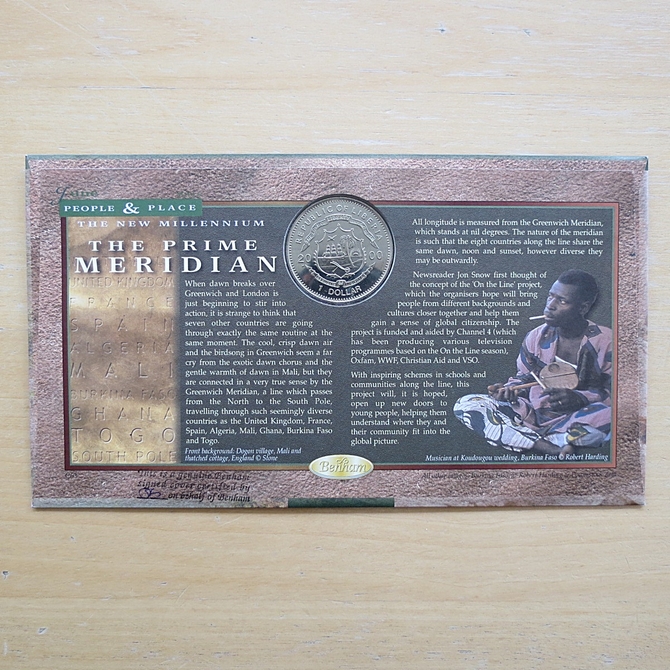 PEOPLE & PLACE
THE NEW MILLENNIUM
THE PRIME
MERIDIAN
UNITED KINGDOM
FRANCE
SPAIN
ALGERIA
MALI
BURKINA FASO
GHANA
TOGO
SOUTH POLE
When dawn breaks over
Greenwich and London is
just beginning to stir into
action, it is strange to think that
seven other countries are going
through exactly the same routine at the
same moment. The cool, crisp dawn air
and the birdsong in Greenwich seem a far
cry from the exotic dawn chorus and the
gentle warmth of dawn in Mali, but they
are connected in a very true sense by the
Greenwich Meridian, a line which passes
from the North to the South Pole,
travelling through such seemingly diverse
countries as the United Kingdom, France,
Spain, Algeria, Mali, Ghana, Burkina Faso
and Togo.
Front background: Dogon village, Mali and
thatched cottage, England © Stone
REPUBLIC OF LIBERIA
2000
1 DOLLAR
All longitude is measured from the Greenwich Meridian,
which stands at nil degrees. The nature of the meridian
is such that the eight countries along the line share the
same dawn, noon and sunset, however diverse they
may be outwardly.
Newsreader Jon Snow first thought of
the concept of the 'On the Line' project,
which the organisers hope will bring
people from different backgrounds and
cultures closer together and help them
gain a sense of global citizenship. The
project is funded and aided by Channel 4 (which
has been producing various television
programmes based on the On the Line season),
Oxfam, WWF, Christian Aid and VSO.
With inspiring schemes in schools and
communities along the line, this
project will, it is hoped,
open up new doors to
young people, helping them
understand where they and
their community fit into the
global picture.
Musician at Koudougou wedding, Burkina Faso © Robert Harding
Benham
This is a genuine Benham
signed cover certified by
on behalf of Benham